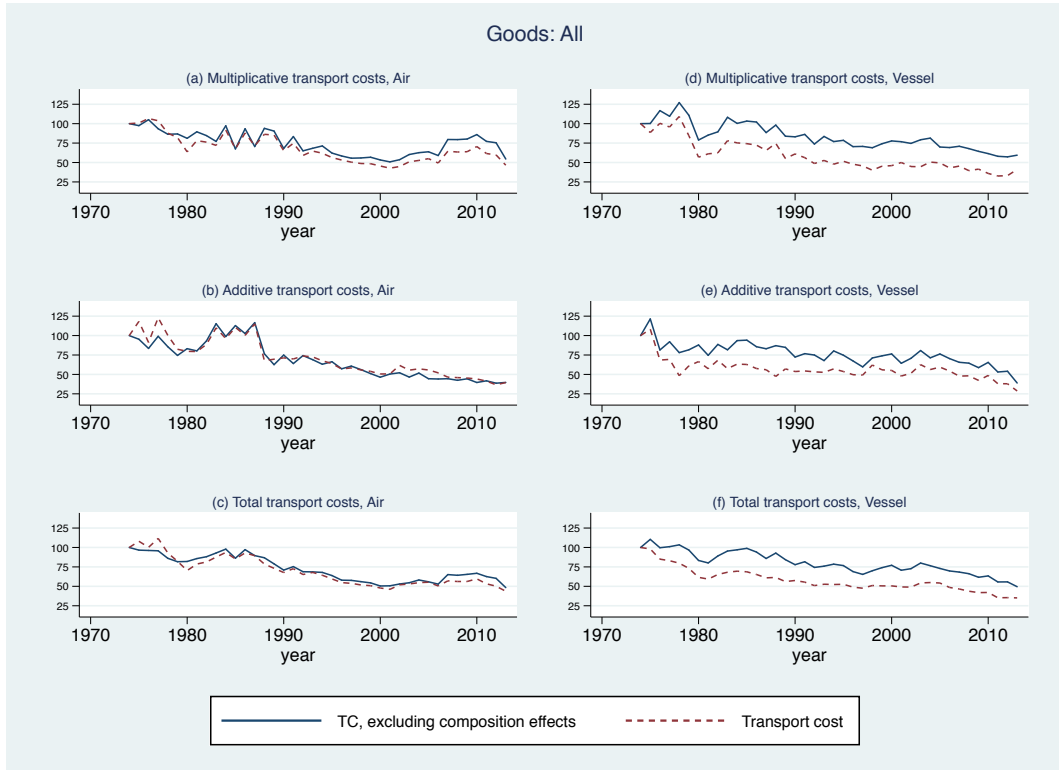 Goods: All
(a) Multiplicative transport costs, Air
125
100
75
50
25
1970 1980 1990 2000 2010
year
(d) Multiplicative transport costs, Vessel
125
100
75
50
25
1970 1980 1990 2000 2010
year
(b) Additive transport costs, Air
125
100
75
50
25
1970 1980 1990 2000 2010
year
(e) Additive transport costs, Vessel
125
100
75
50
25
1970 1980 1990 2000 2010
year
(c) Total transport costs, Air
125
100
75
50
25
1970 1980 1990 2000 2010
year
(f) Total transport costs, Vessel
125
100
75
50
25
1970 1980 1990 2000 2010
year
TC, excluding composition effects
Transport cost